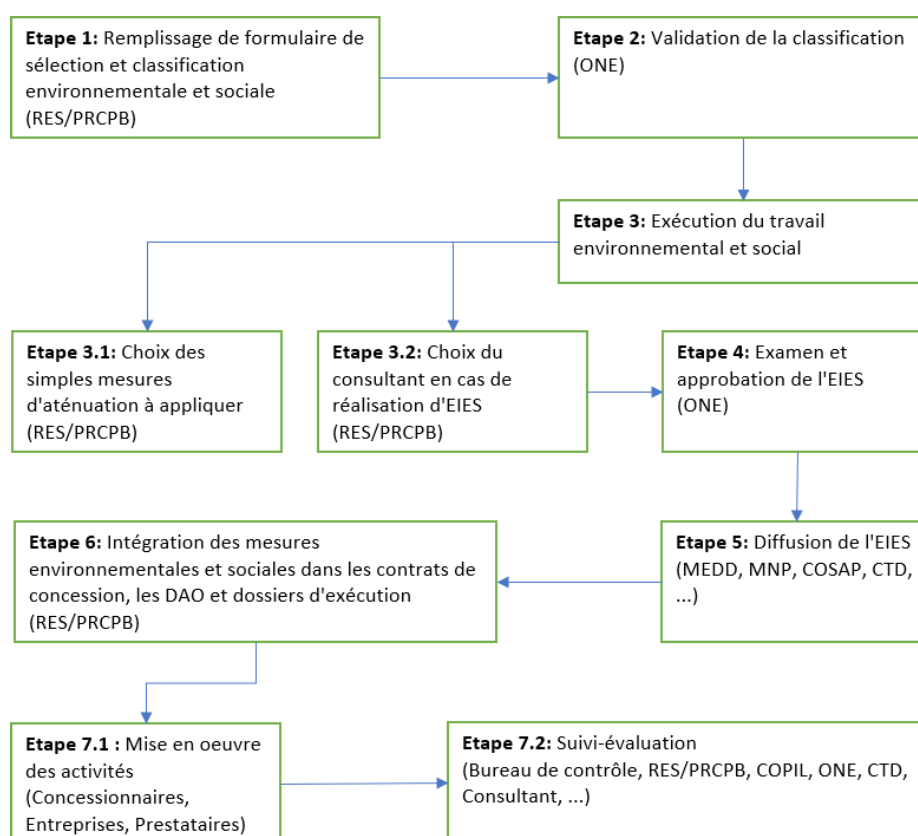 Etape 1: Remplissage de formulaire de
sélection et classification
environnementale et sociale
(RES/PRCPB)
Etape 2: Validation de la classification
(ONE)
Etape 3: Exécution du travail
environnemental et social
Etape 3.1: Choix des
simples mesures
d'aténuation à appliquer
(RES/PRCPB)
Etape 3.2: Choix du
consultant en cas de
réalisation d'EIES
(RES/PRCPB)
Etape 4: Examen et
approbation de l'EIES
(ONE)
Etape 5: Diffusion de l'EIES
(MEDD, MNP, COSAP, CTD,
...)
Etape 6: Intégration des mesures
environnementales et sociales dans les contrats de
concession, les DAO et dossiers d'exécution
(RES/PRCPB)
Etape 7.1 : Mise en oeuvre
des activités
(Concessionnaires,
Entreprises, Prestataires)
Etape 7.2: Suivi-évaluation
(Bureau de contrôle, RES/PRCPB, COPIL, ONE, CTD,
Consultant, ...)